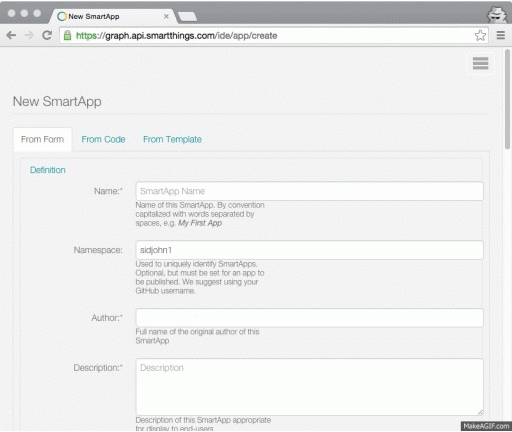 New SmartApp
https://graph.api.smartthings.com/ide/app/create
New SmartApp
From Form From Code From Template
Definition
Name:* SmartApp Name
Name of this SmartApp. By convention
capitalized with words separated by
spaces, e.g. My First App
Namespace: sidjohn1
Used to uniquely identify SmartApps.
Optional, but must be set for an app to
be published. We suggest using your
GitHub username.
Author:*
Full name of the original author of this
SmartApp
Description:* Description
Description of this SmartApp appropriate
for display to end-users
MakeAGIF.com